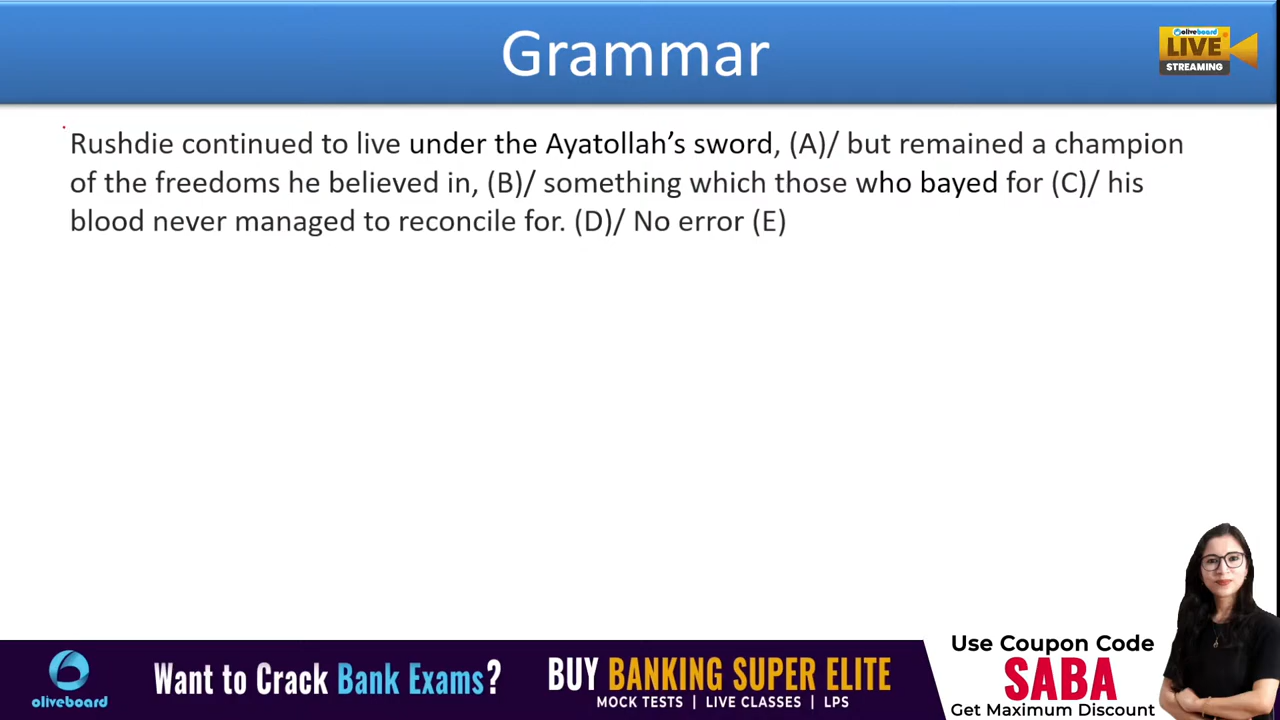 Grammar
oliveboard
LIVE
STREAMING
Rushdie continued to live under the Ayatollah’s sword, (A)/ but remained a champion
of the freedoms he believed in, (B)/ something which those who bayed for (C)/ his
blood never managed to reconcile for. (D)/ No error (E)
oliveboard
Want to Crack Bank Exams?
BUY BANKING SUPER ELITE
MOCK TESTS | LIVE CLASSES | LPS
Use Coupon Code
SABA
Get Maximum Discount